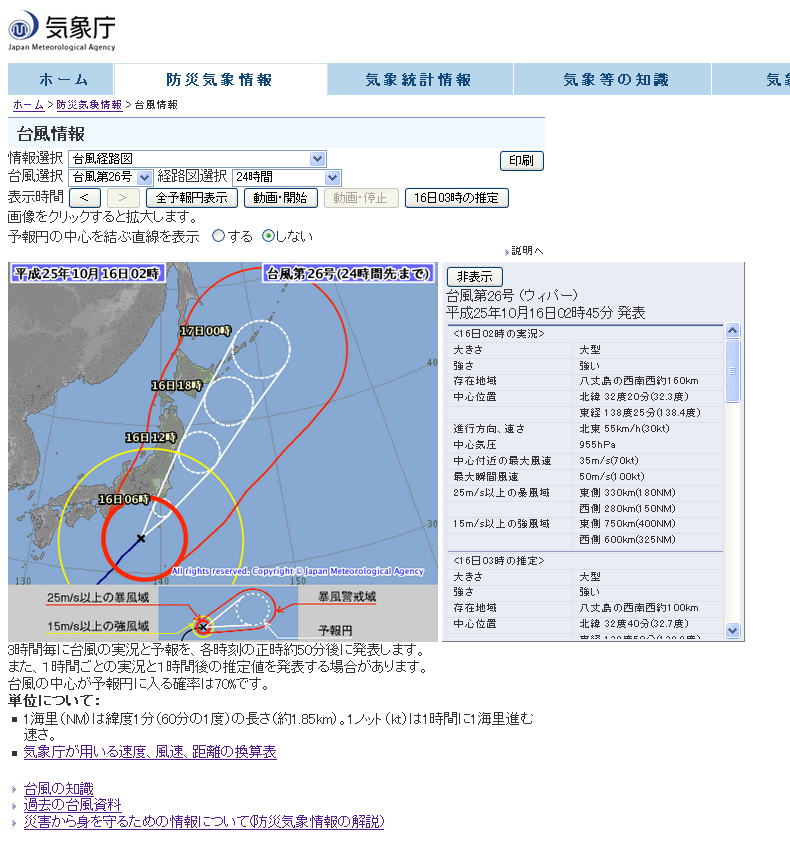 気象庁
Japan Meteorological Agency
ホーム 防災気象情報 気象統計情報 気象等の知識 気
ホーム > 防災気象情報 > 台風情報
台風情報
情報選択 台風経路図
印刷
台風選択 台風第26号 経路図選択 24時間
表示時間 < > 全予報円表示 動画・開始 動画・停止 16日03時の推定
画像をクリックすると拡大します。
予報円の中心を結ぶ直線を表示 する しない
説明へ
平成25年10月16日02時 台風第26号(24時間先まで)
17日00時
16日18時
16日12時
16日06時
40
30
130 140 150
All rights reserved. Copyright © Japan Meteorological Agency
25m/s以上の暴風域
15m/s以上の強風域
暴風警戒域
予報円
非表示
台風第26号 (ウィパー)
平成25年10月16日02時45分 発表
<16日02時の実況>
大きさ 大型
強さ 強い
存在地域 八丈島の西南西約160km
中心位置 北緯 32度20分(32.3度)
東経 138度25分(138.4度)
進行方向、速さ 北東 55km/h(30kt)
中心気圧 955hPa
中心付近の最大風速 35m/s(70kt)
最大瞬間風速 50m/s(100kt)
25m/s以上の暴風域 東側 330km(180NM)
西側 280km(150NM)
15m/s以上の強風域 東側 750km(400NM)
西側 600km(325NM)
<16日03時の推定>
大きさ 大型
強さ 強い
存在地域 八丈島の西南西約100km
中心位置 北緯 32度40分(32.7度)
3時間毎に台風の実況と予報を、各時刻の正時約50分後に発表します。
また、1時間ごとの実況と1時間後の推定値を発表する場合があります。
台風の中心が予報円に入る確率は70%です。
単位について:
1海里(NM)は緯度1分(60分の1度)の長さ(約1.85km)。1ノット(kt)は1時間に1海里進む
速さ。
気象庁が用いる速度、風速、距離の換算表
台風の知識
過去の台風資料
災害から身を守るための情報について(防災気象情報の解説)